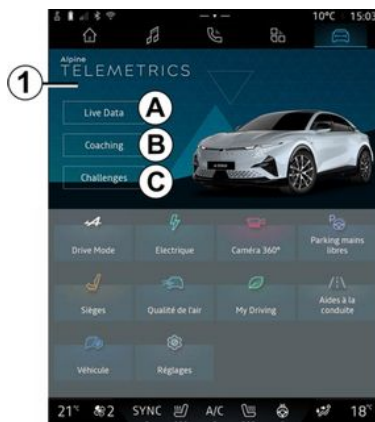 10°C 15:03
Alpine
TELEMETRICS
1
Live Data A
Coaching B
Challenges C
Drive Mode Electrique Caméra 360° Parking mains libres
Sièges Qualité de l'air My Driving Aides à la conduite
Véhicule Réglages
21° 2 SYNC A/C 18°